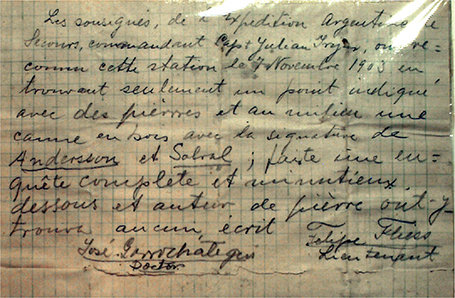 Les sousignés, de l'Expedition Argentine de
Secours, commandant Capt Julian Iryzar, ont re=
connu cette station le 7 Novembre 1903 en
trouvant seulement un point indiqué
avec des pierres et au milieu une
canne en bois avec la signature de
Andersson et Sobral ; faite une en=
quête complète et minutieux
dessous et autour de pierre ont-y
trouvé aucun écrit
Felipe Fliess
Lieutenant
José Gorrochategui
Doctor